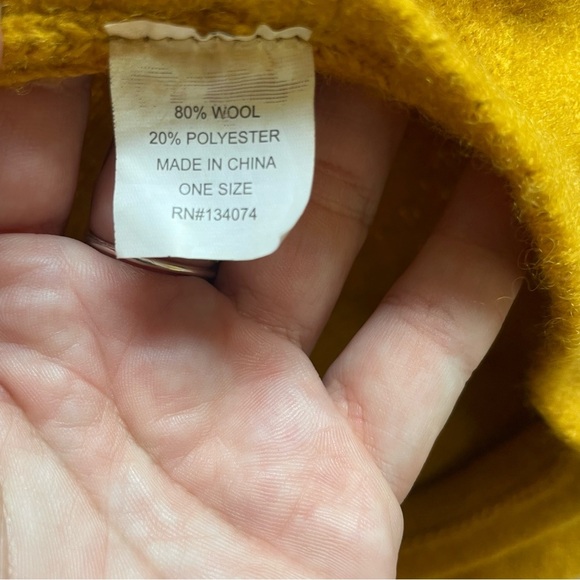 80% WOOL
20% POLYESTER
MADE IN CHINA
ONE SIZE
RN#134074